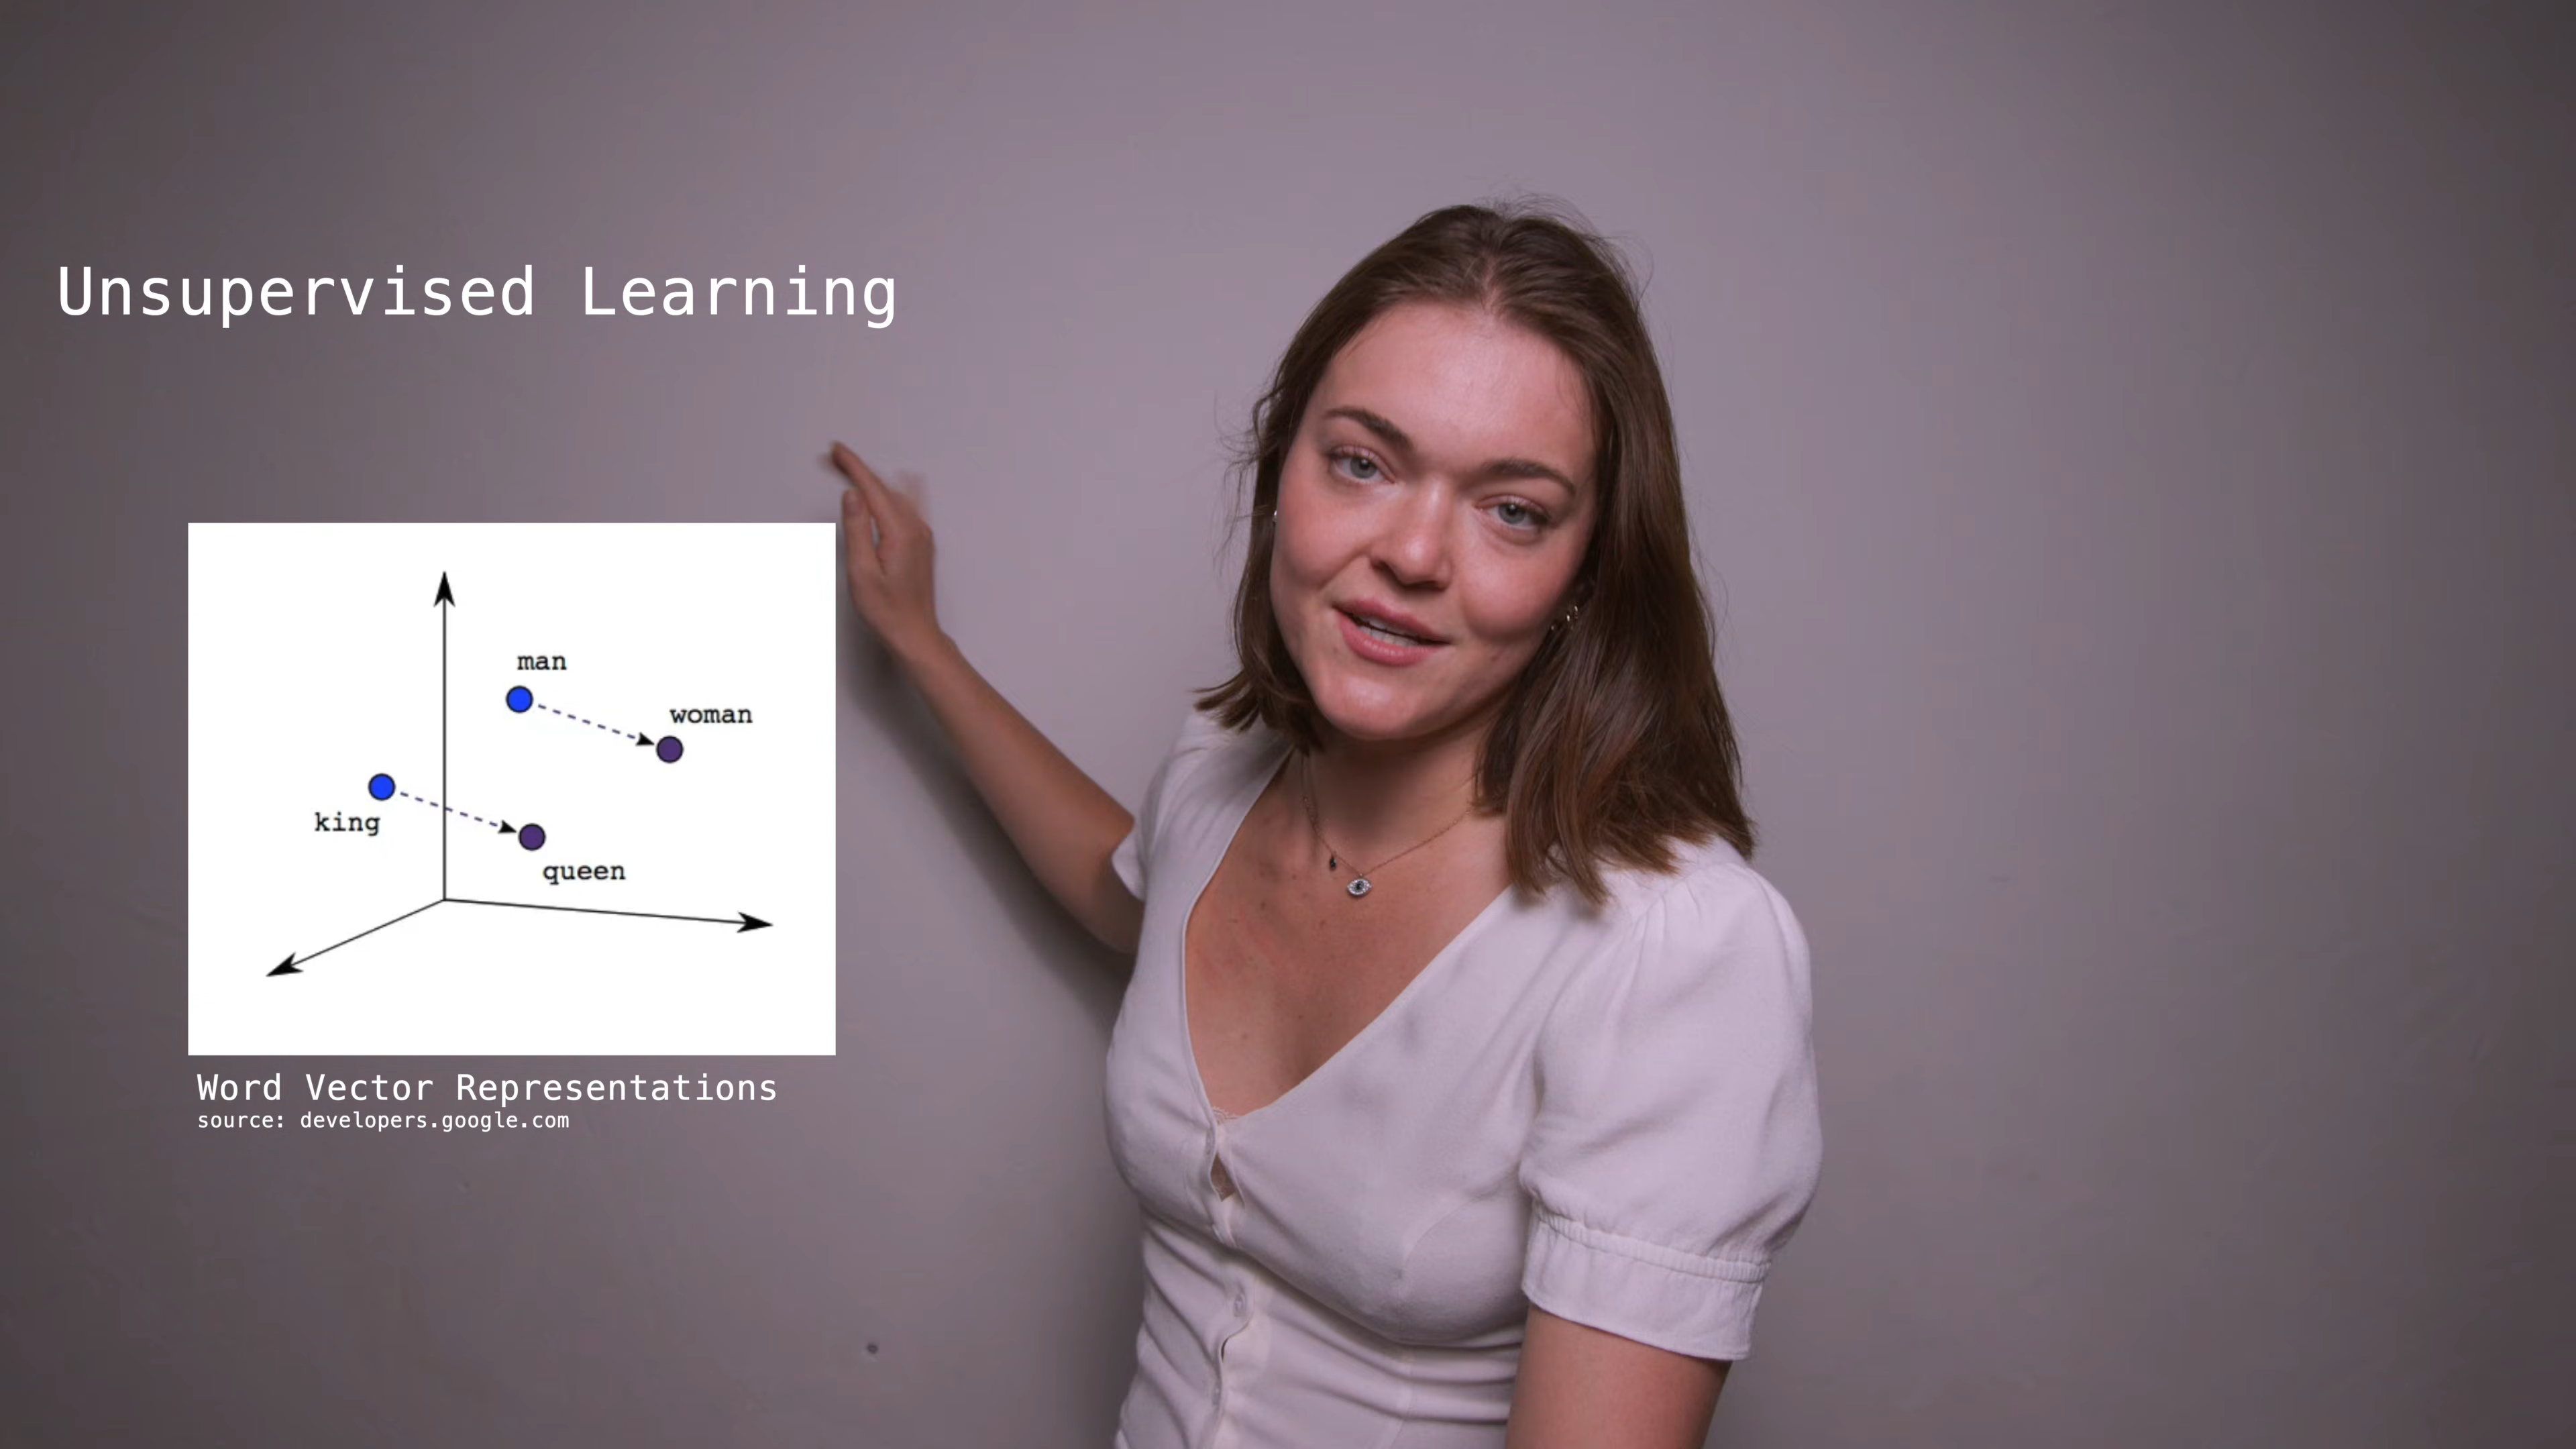 Unsupervised Learning
man
woman
king
queen
Word Vector Representations
source: developers.google.com